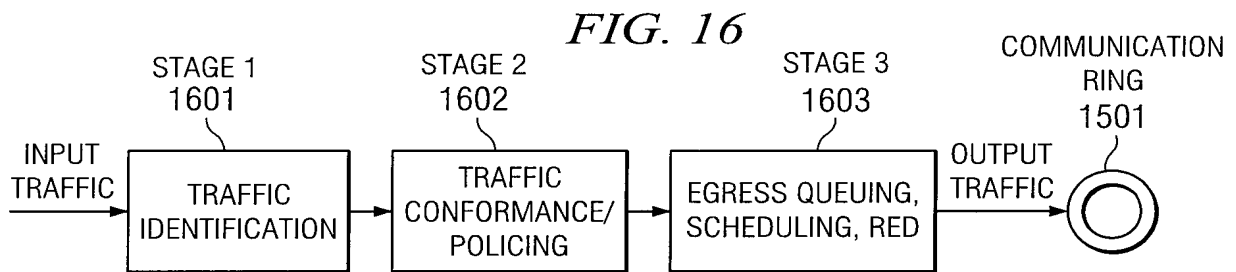 FIG. 16
STAGE 1
1601
STAGE 2
1602
STAGE 3
1603
COMMUNICATION
RING
1501
INPUT
TRAFFIC
TRAFFIC
IDENTIFICATION
TRAFFIC
CONFORMANCE/
POLICING
EGRESS QUEUING,
SCHEDULING, RED
OUTPUT
TRAFFIC